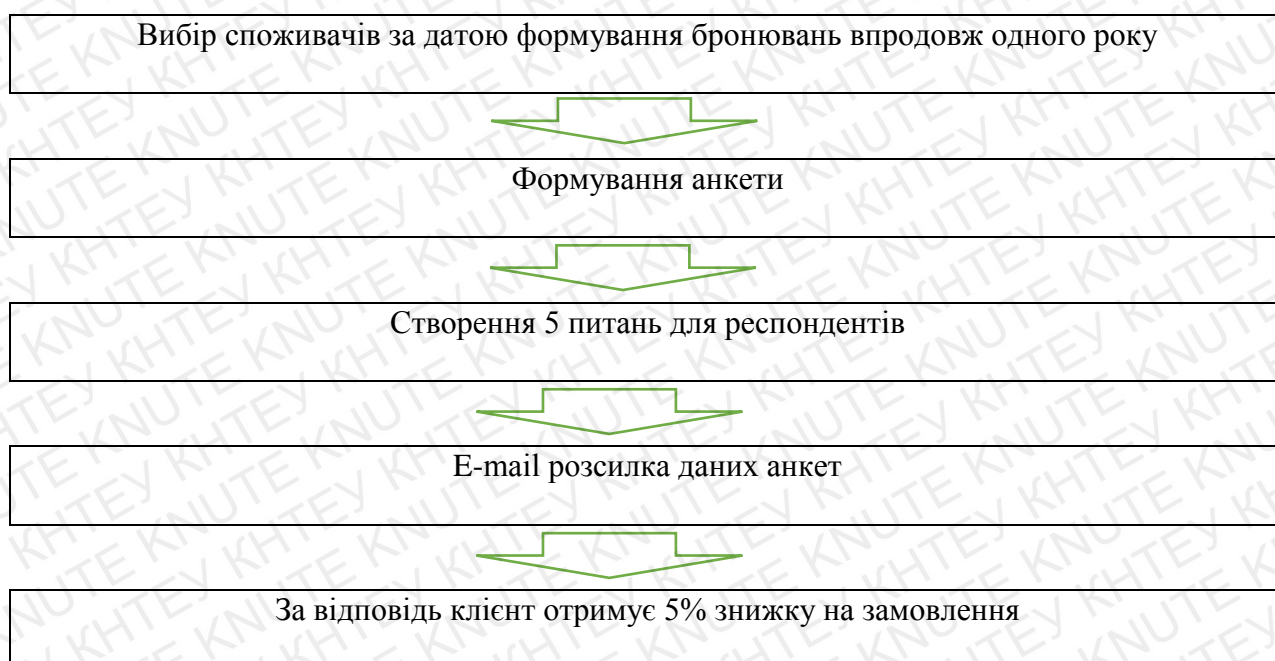 Вибір споживачів за датою формування бронювань впродовж одного року
Формування анкети
Створення 5 питань для респондентів
E-mail розсилка даних анкет
За відповідь клієнт отримує 5% знижку на замовлення